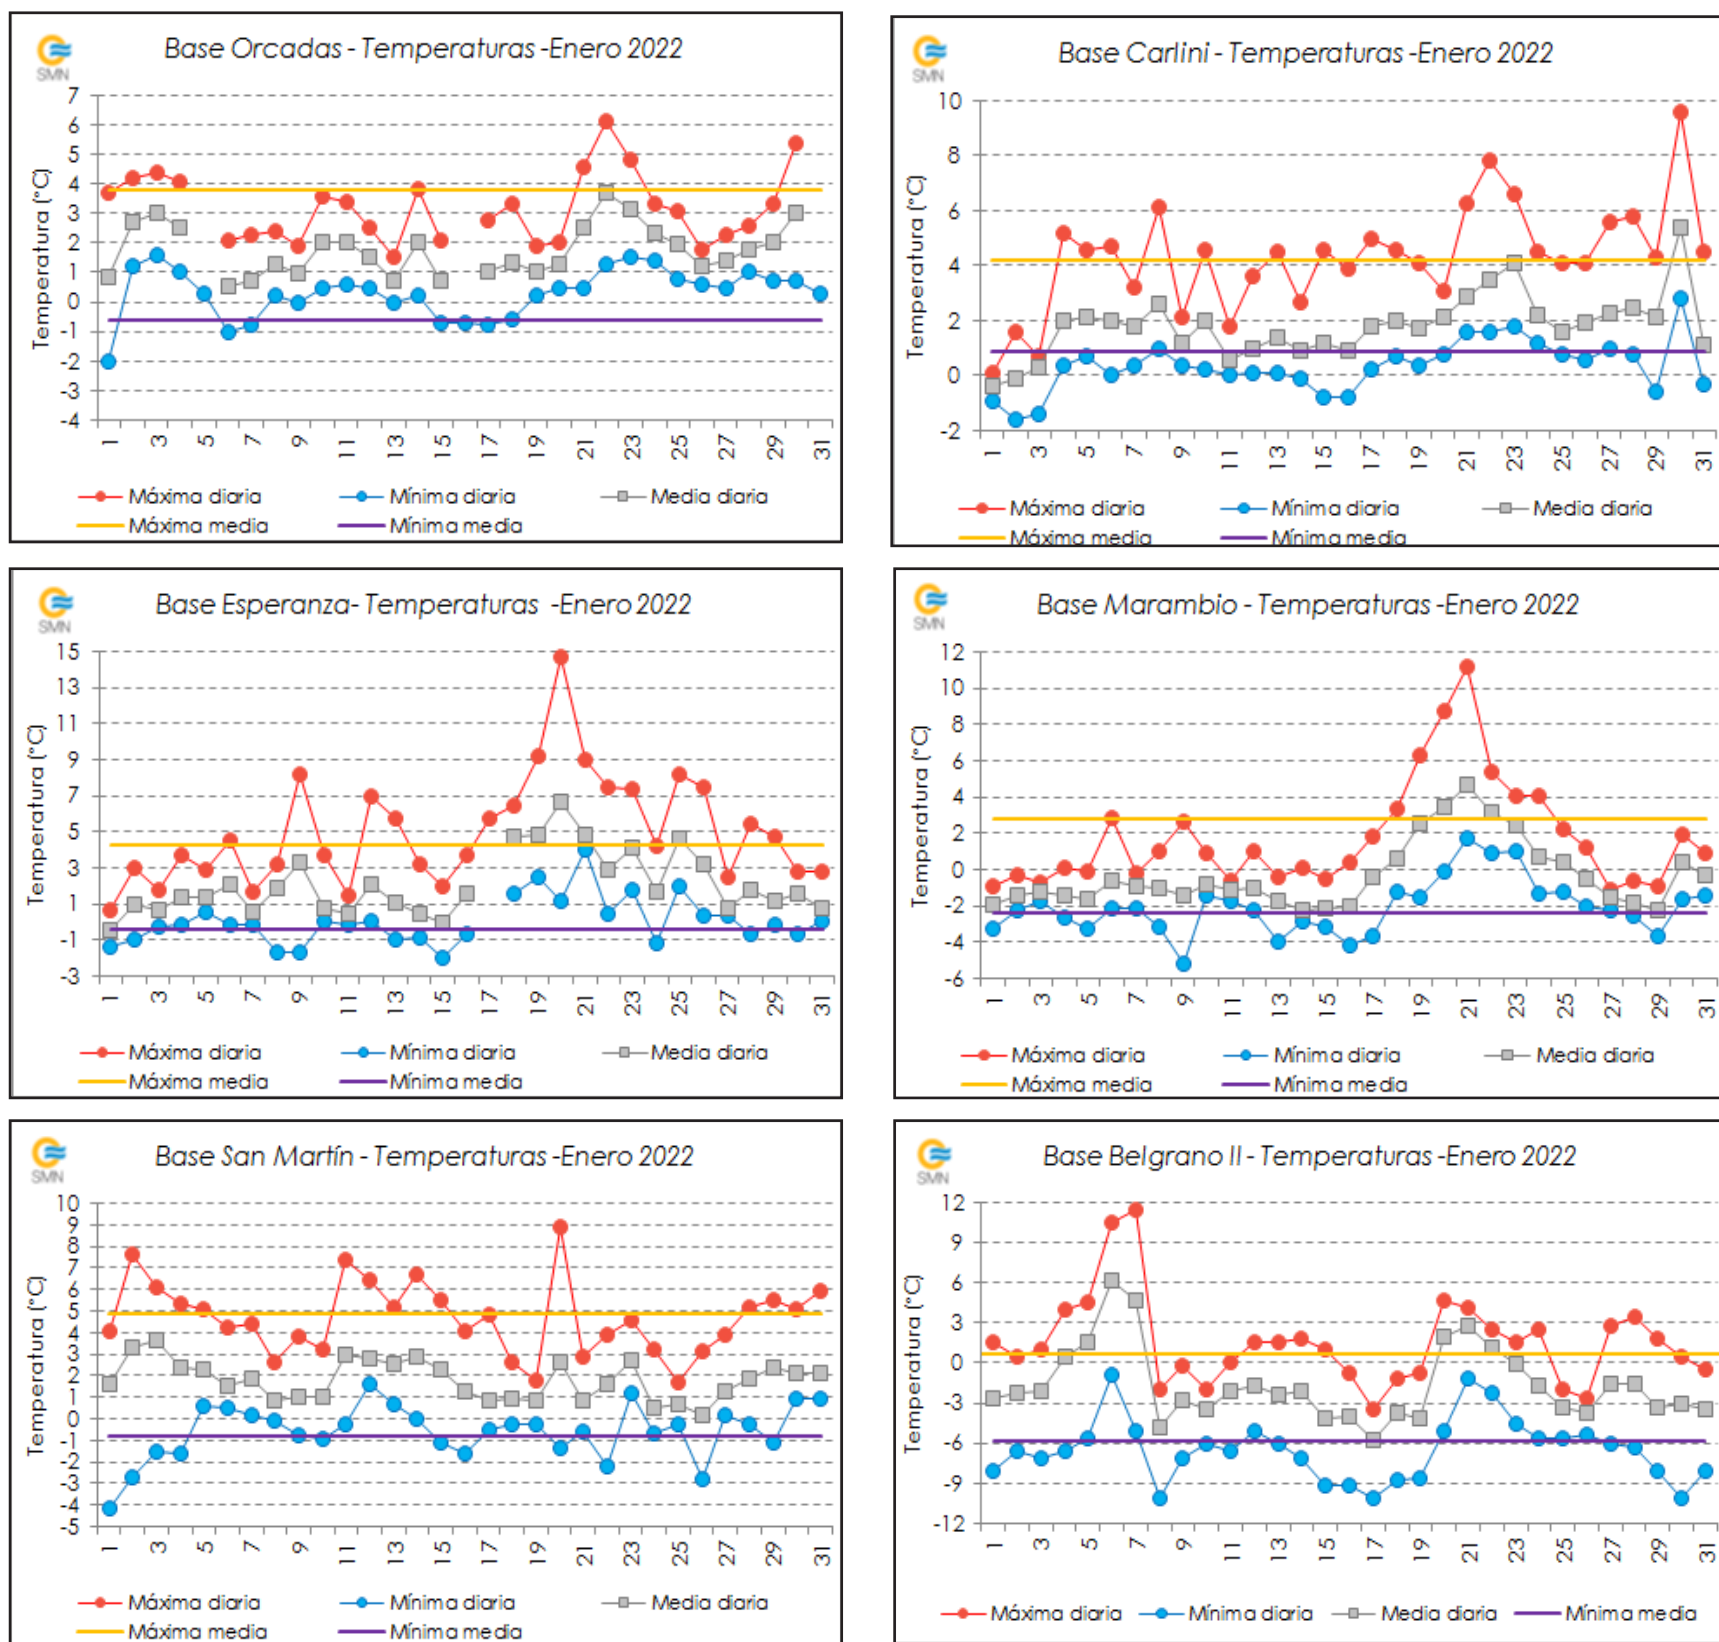 SMN
Base Orcadas - Temperaturas -Enero 2022
Temperatura (°C)
7
6
5
4
3
2
1
0
-1
-2
-3
-4
1 3 5 7 9 11 13 15 17 19 21 23 25 27 29 31
Máxima diaria Mínima diaria Media diaria
Máxima media Mínima media
SMN
Base Carlini - Temperaturas -Enero 2022
Temperatura (°C)
10
8
6
4
2
0
-2
1 3 5 7 9 11 13 15 17 19 21 23 25 27 29 31
Máxima diaria Mínima diaria Media diaria
Máxima media Mínima media
SMN
Base Esperanza- Temperaturas -Enero 2022
Temperatura (°C)
15
13
11
9
7
5
3
1
-1
-3
1 3 5 7 9 11 13 15 17 19 21 23 25 27 29 31
Máxima diaria Mínima diaria Media diaria
Máxima media Mínima media
SMN
Base Marambio - Temperaturas -Enero 2022
Temperatura (°C)
12
10
8
6
4
2
0
-2
-4
-6
1 3 5 7 9 11 13 15 17 19 21 23 25 27 29 31
Máxima diaria Mínima diaria Media diaria
Máxima media Mínima media
SMN
Base San Martín - Temperaturas -Enero 2022
Temperatura (°C)
10
9
8
7
6
5
4
3
2
1
0
-1
-2
-3
-4
-5
1 3 5 7 9 11 13 15 17 19 21 23 25 27 29 31
Máxima diaria Mínima diaria Media diaria
Máxima media Mínima media
SMN
Base Belgrano II - Temperaturas -Enero 2022
Temperatura (°C)
12
9
6
3
0
-3
-6
-9
-12
1 3 5 7 9 11 13 15 17 19 21 23 25 27 29 31
Máxima diaria Mínima diaria Media diaria Mínima media